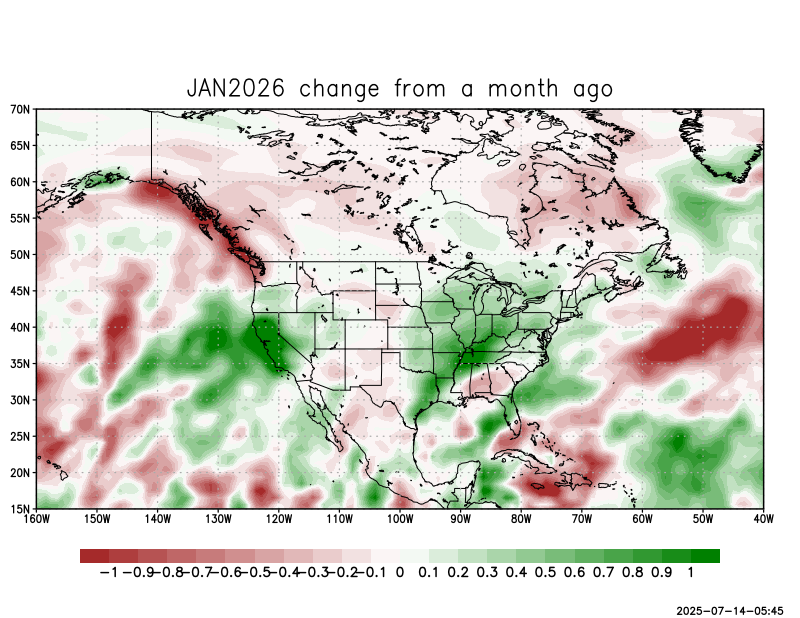 JAN2026 change from a month ago
70N
65N
60N
55N
50N
45N
40N
35N
30N
25N
20N
15N
160W 150W 140W 130W 120W 110W 100W 90W 80W 70W 60W 50W 40W
-1 -0.9 -0.8 -0.7 -0.6 -0.5 -0.4 -0.3 -0.2 -0.1 0 0.1 0.2 0.3 0.4 0.5 0.6 0.7 0.8 0.9 1
2025-07-14-05:45